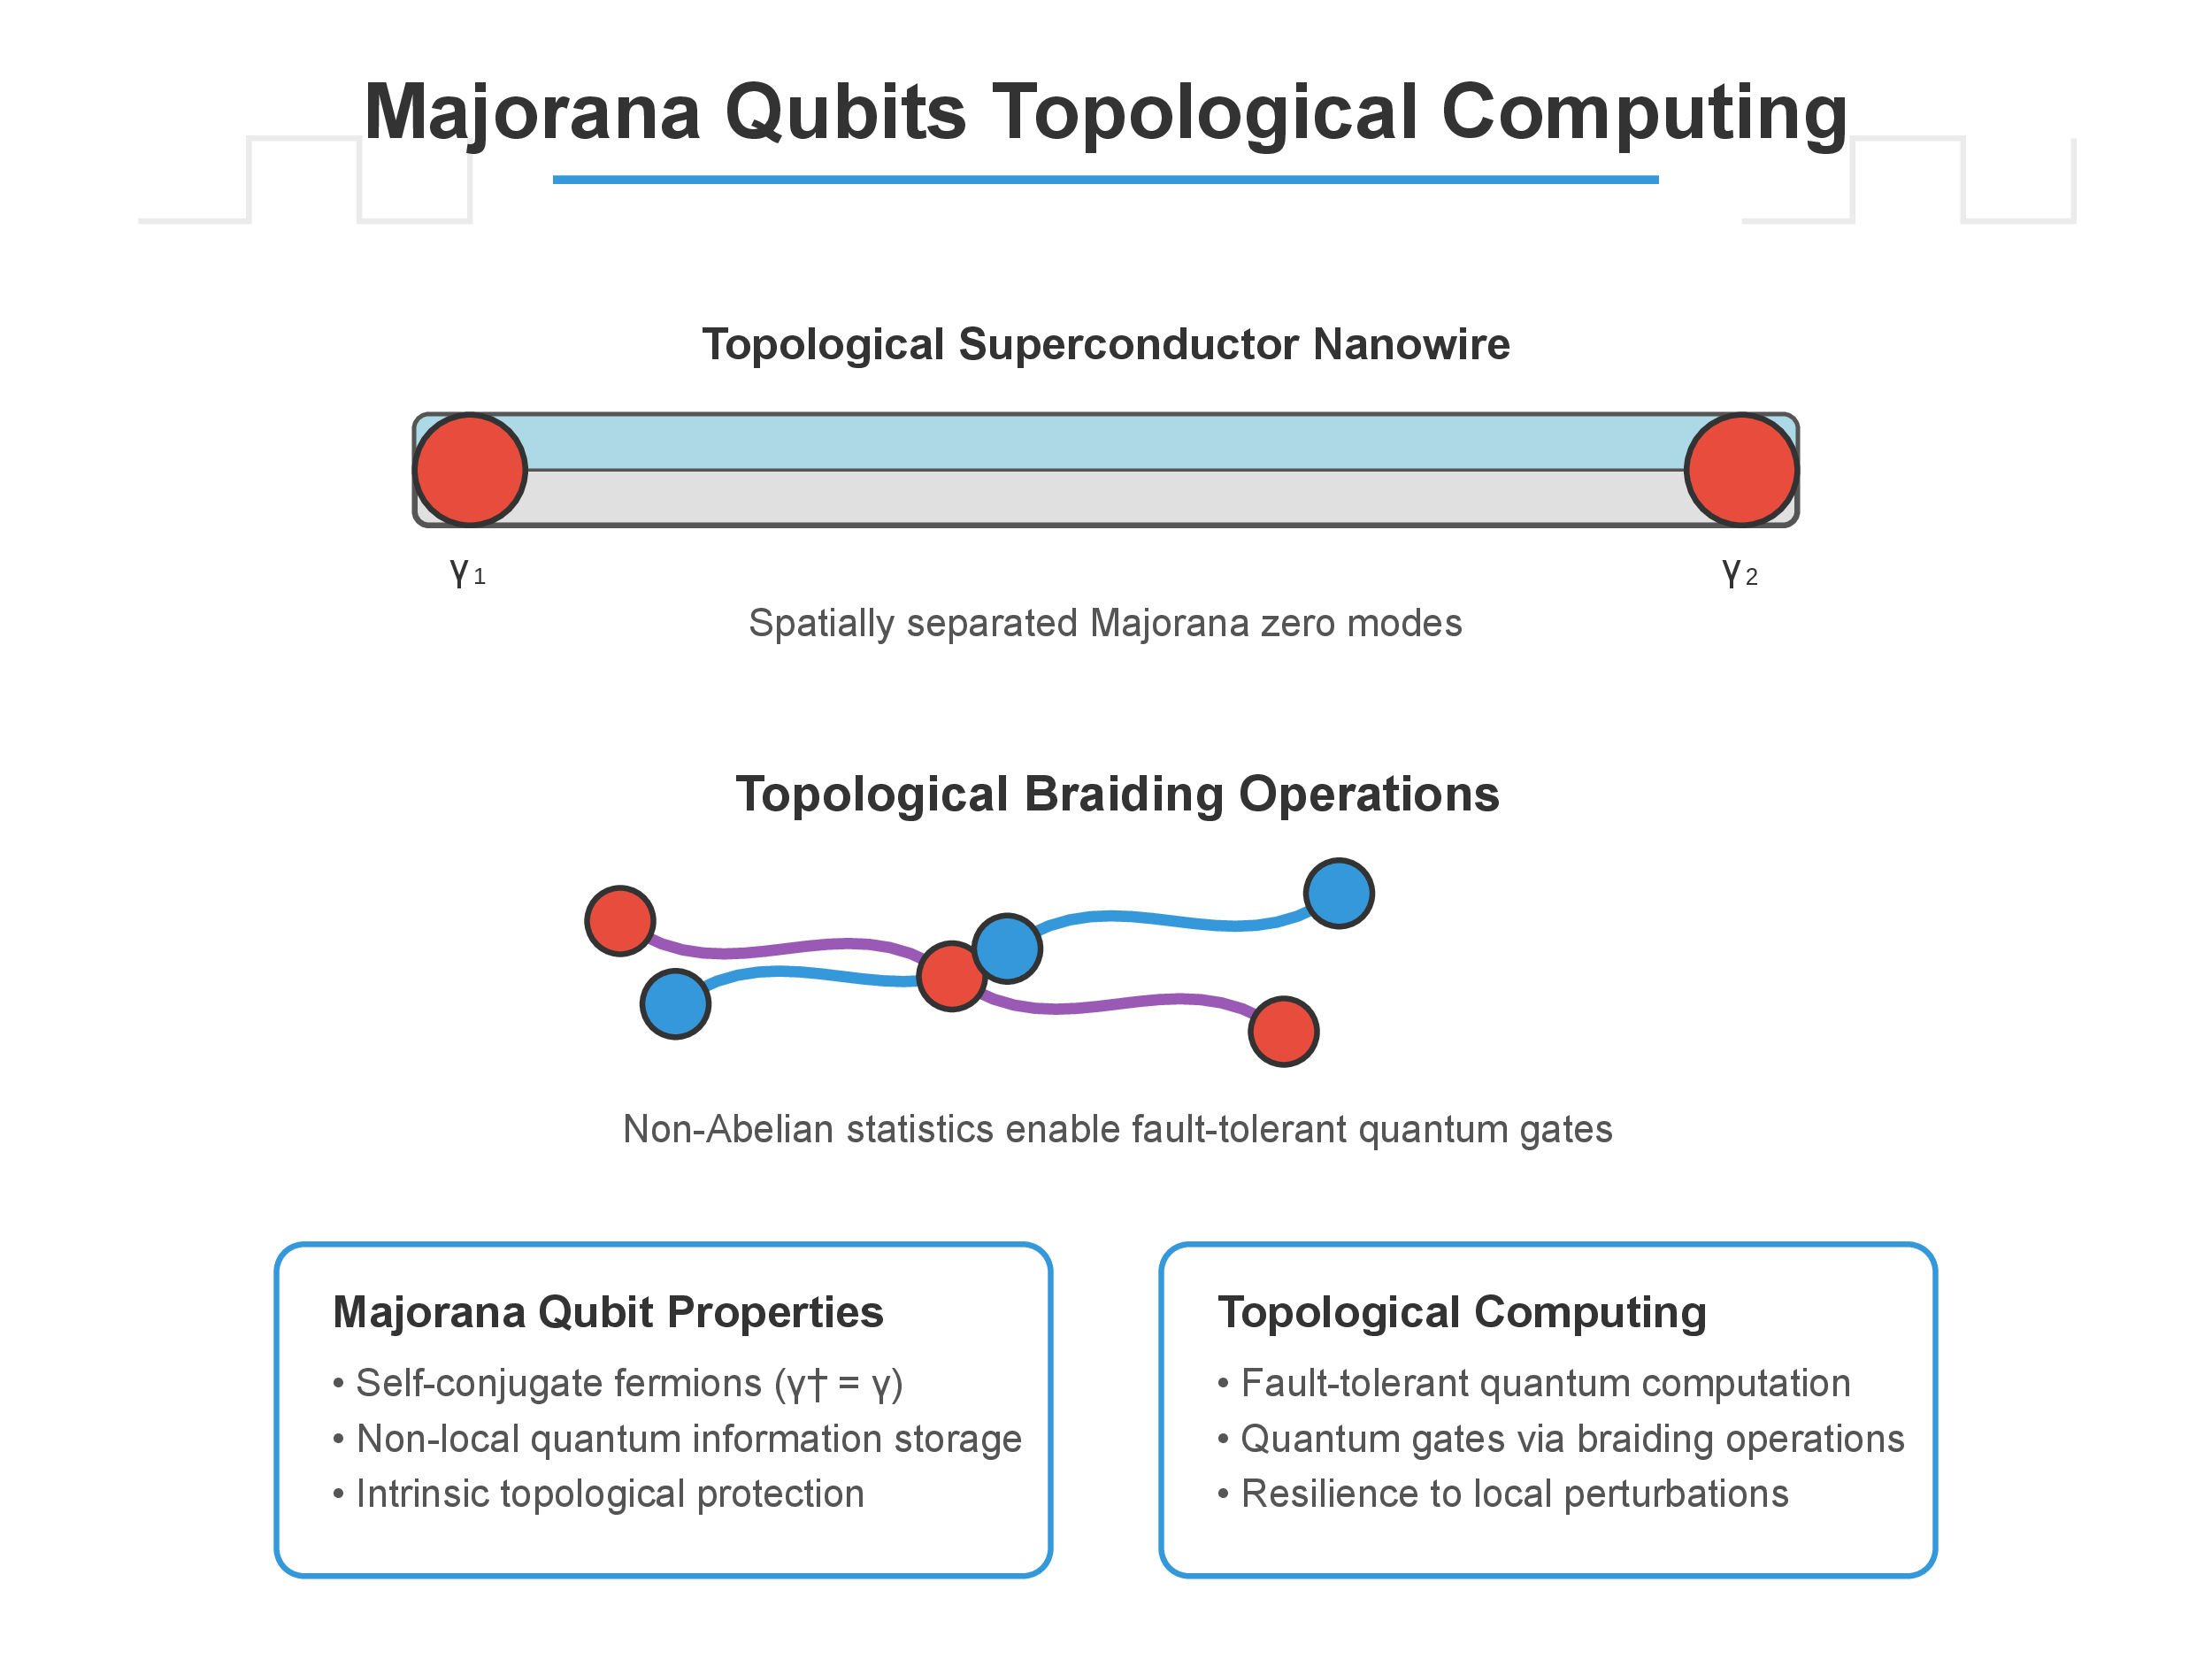 Majorana Qubits Topological Computing
Topological Superconductor Nanowire
γ₁ γ₂
Spatially separated Majorana zero modes
Topological Braiding Operations
Non-Abelian statistics enable fault-tolerant quantum gates
Majorana Qubit Properties
• Self-conjugate fermions (γ† = γ)
• Non-local quantum information storage
• Intrinsic topological protection
Topological Computing
• Fault-tolerant quantum computation
• Quantum gates via braiding operations
• Resilience to local perturbations